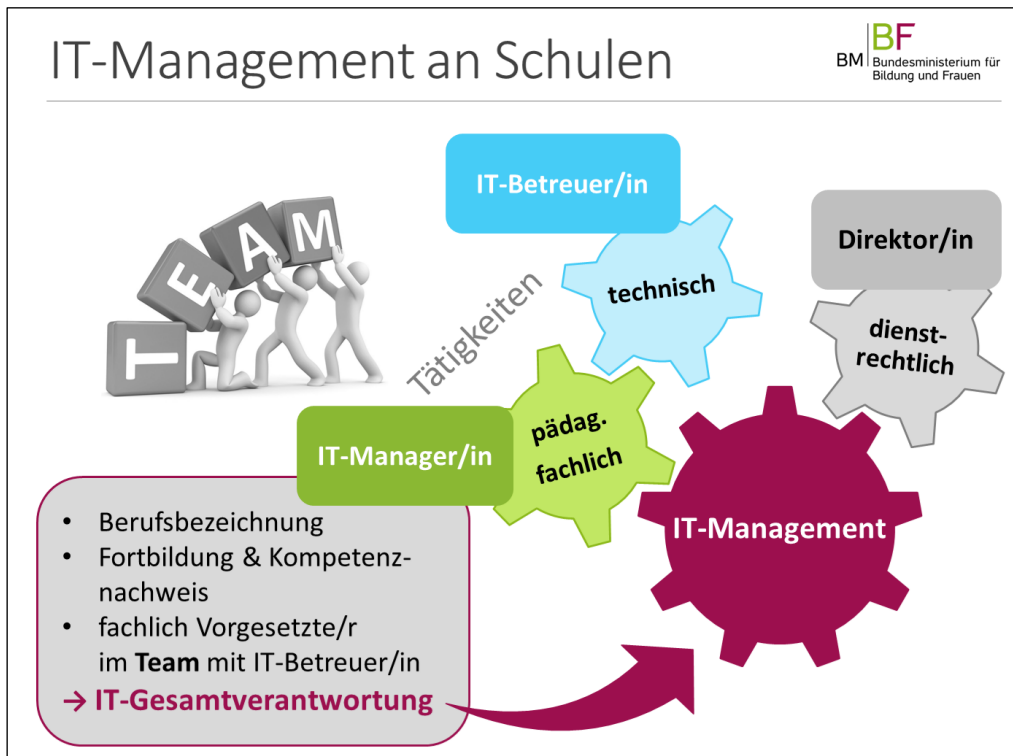 IT-Management an Schulen
BM
BF
Bundesministerium für
Bildung und Frauen
TEAM
Tätigkeiten
IT-Betreuer/in
technisch
Direktor/in
dienst-
rechtlich
IT-Manager/in
pädag.
fachlich
IT-Management
• Berufsbezeichnung
• Fortbildung & Kompetenz-
nachweis
• fachlich Vorgesetzte/r
im Team mit IT-Betreuer/in
→ IT-Gesamtverantwortung